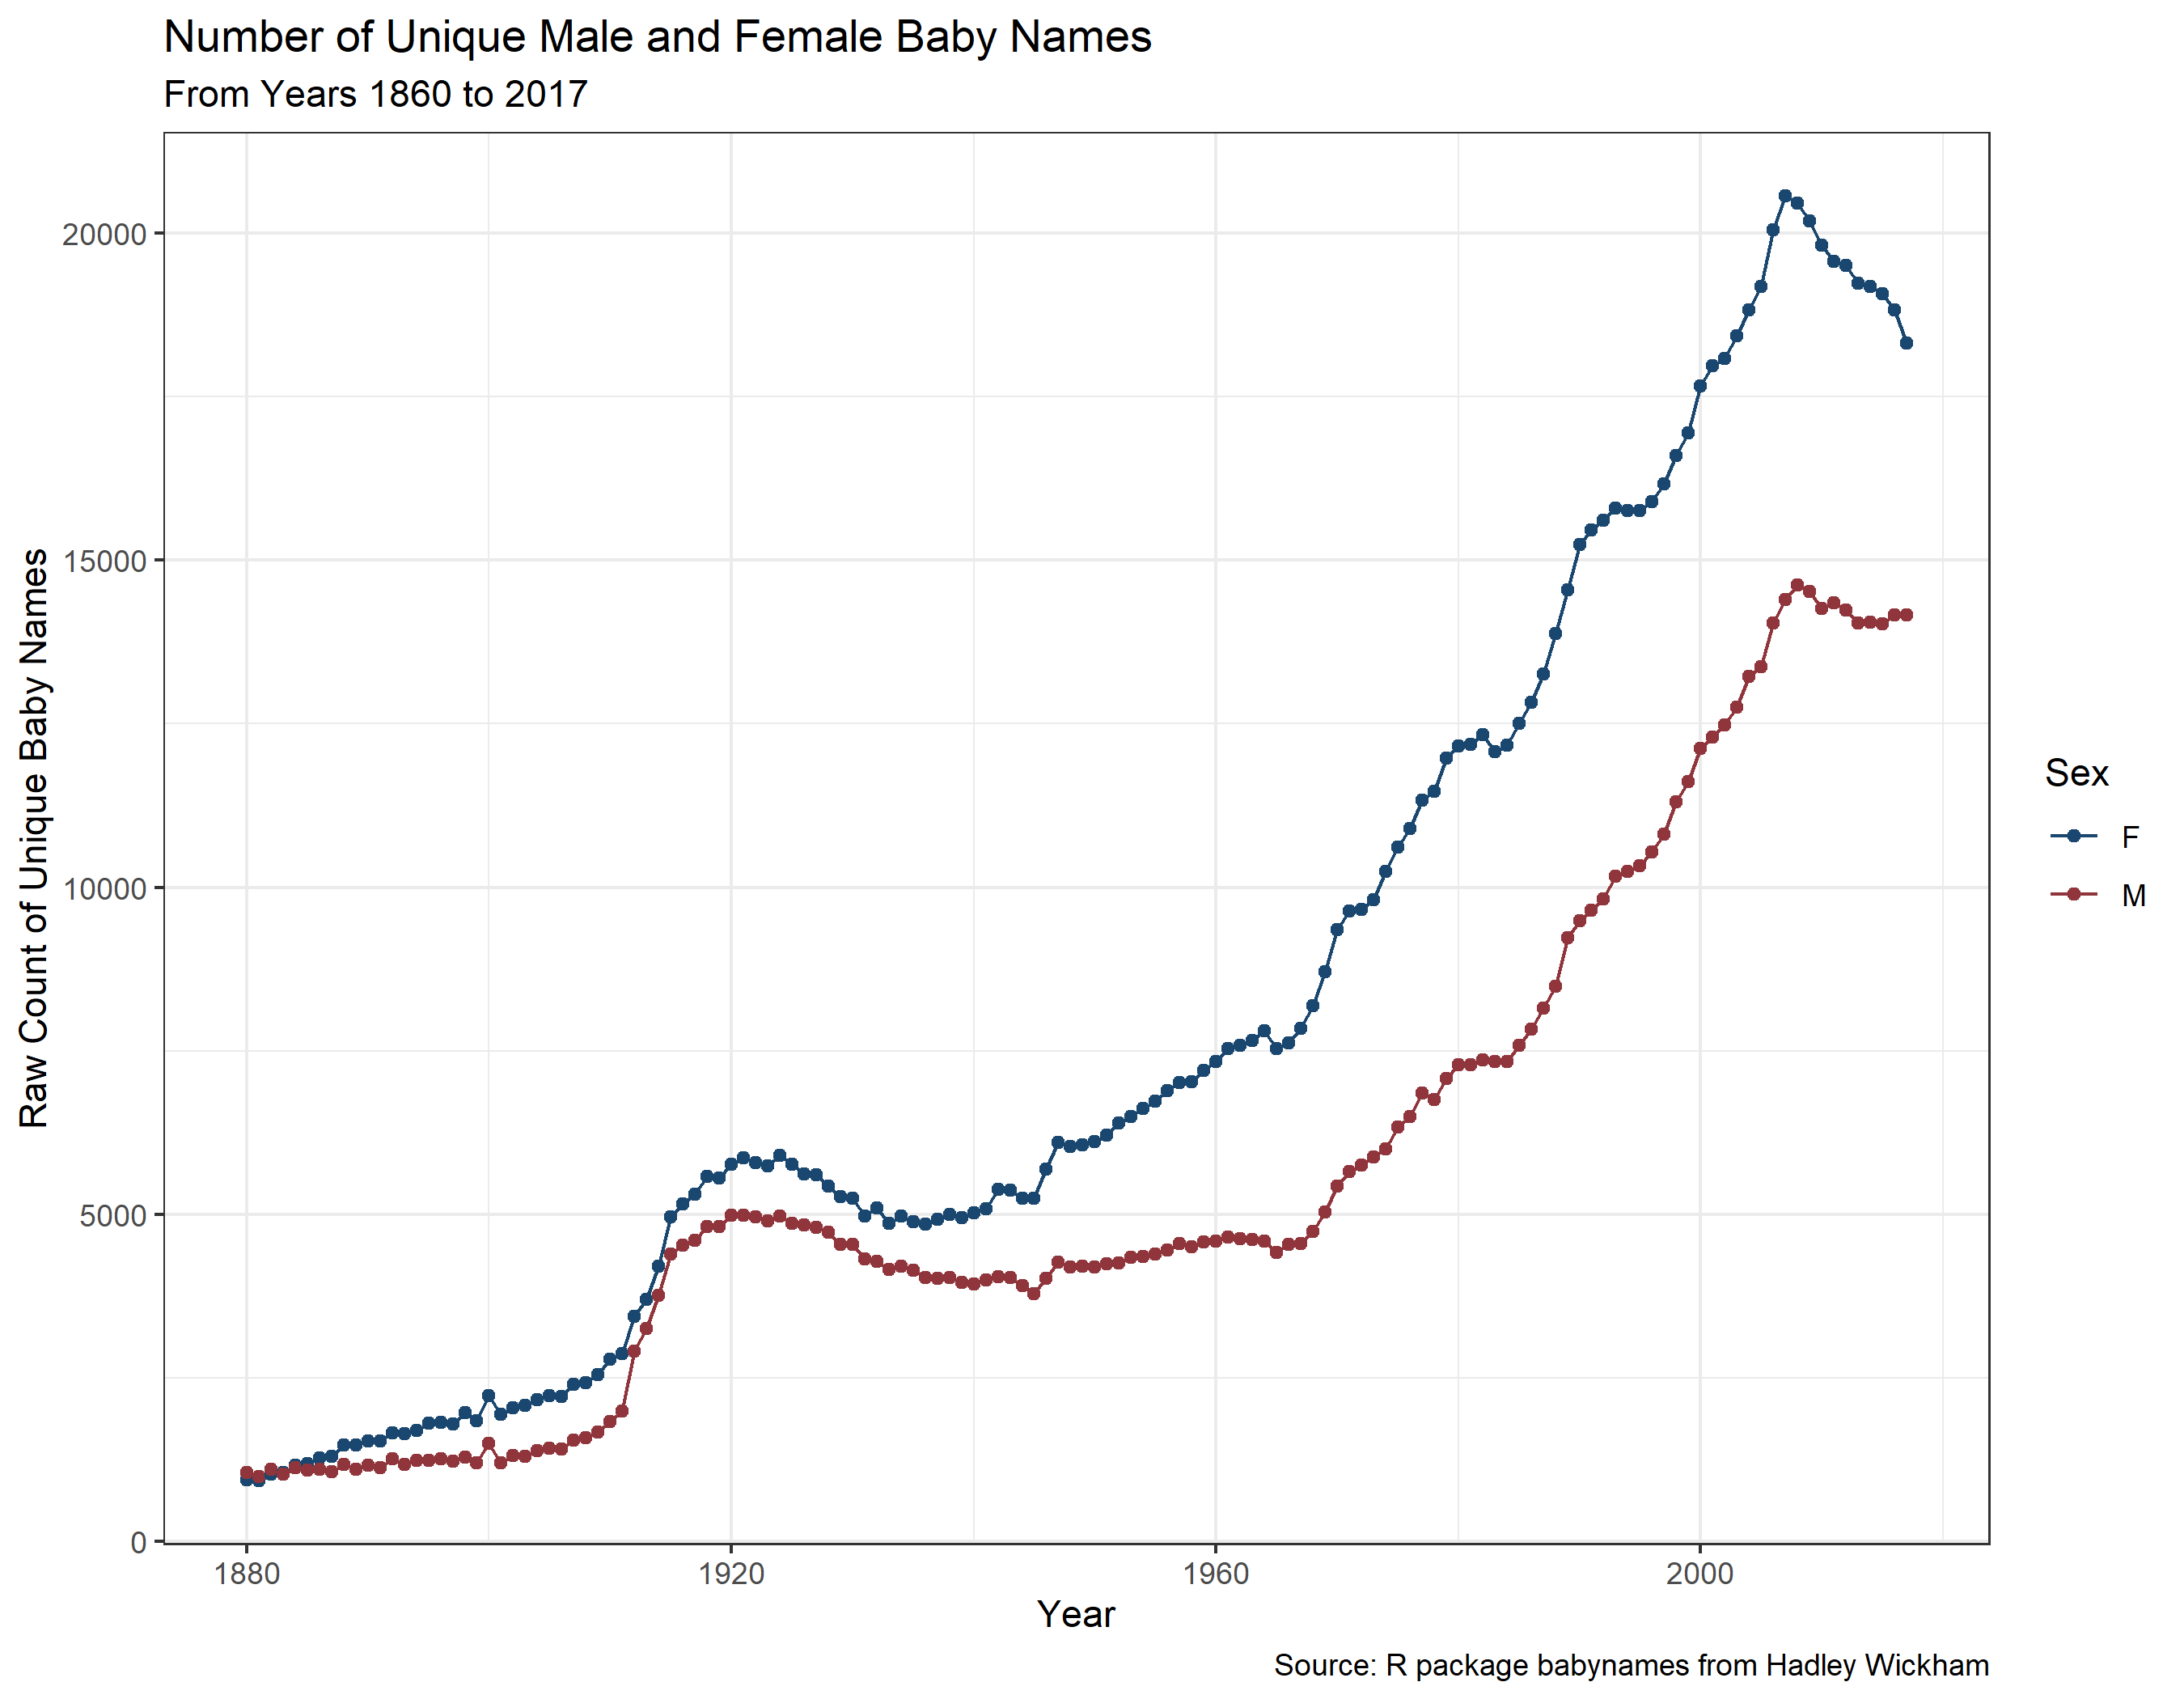 Number of Unique Male and Female Baby Names
From Years 1860 to 2017
Raw Count of Unique Baby Names
20000
15000
10000
5000
0
1880
1920
1960
2000
Year
Sex
F
M
Source: R package babynames from Hadley Wickham